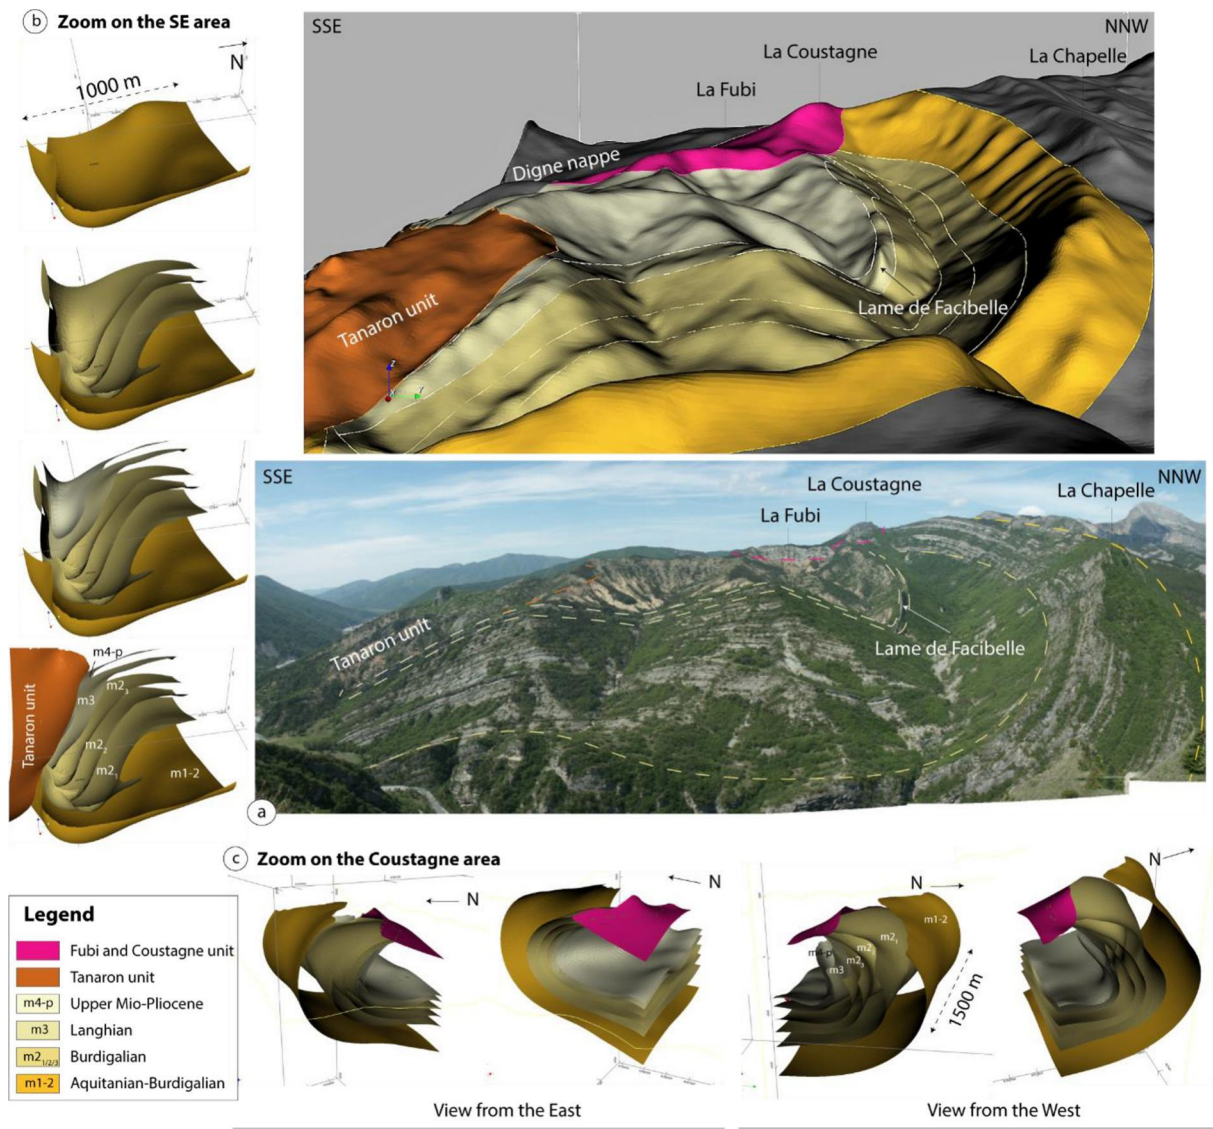 b Zoom on the SE area
N
1000 m
SSE
NNW
La Coustagne
La Chapelle
La Fubi
Digne nappe
Tanaron unit
Lame de Facibelle
Z
Y
SSE
NNW
La Coustagne
La Chapelle
La Fubi
Tanaron unit
Lame de Facibelle
a
m4-p
m2₃
m3
Tanaron unit
m2₂
m2₁
m1-2
c Zoom on the Coustagne area
N
N
N
N
m1-2
m2₁
m2
m2₃
m4-p
m3
1500 m
View from the East
View from the West
Legend
Fubi and Coustagne unit
Tanaron unit
m4-p Upper Mio-Pliocene
m3 Langhian
m2₁/₂/₃ Burdigalian
m1-2 Aquitanian-Burdigalian